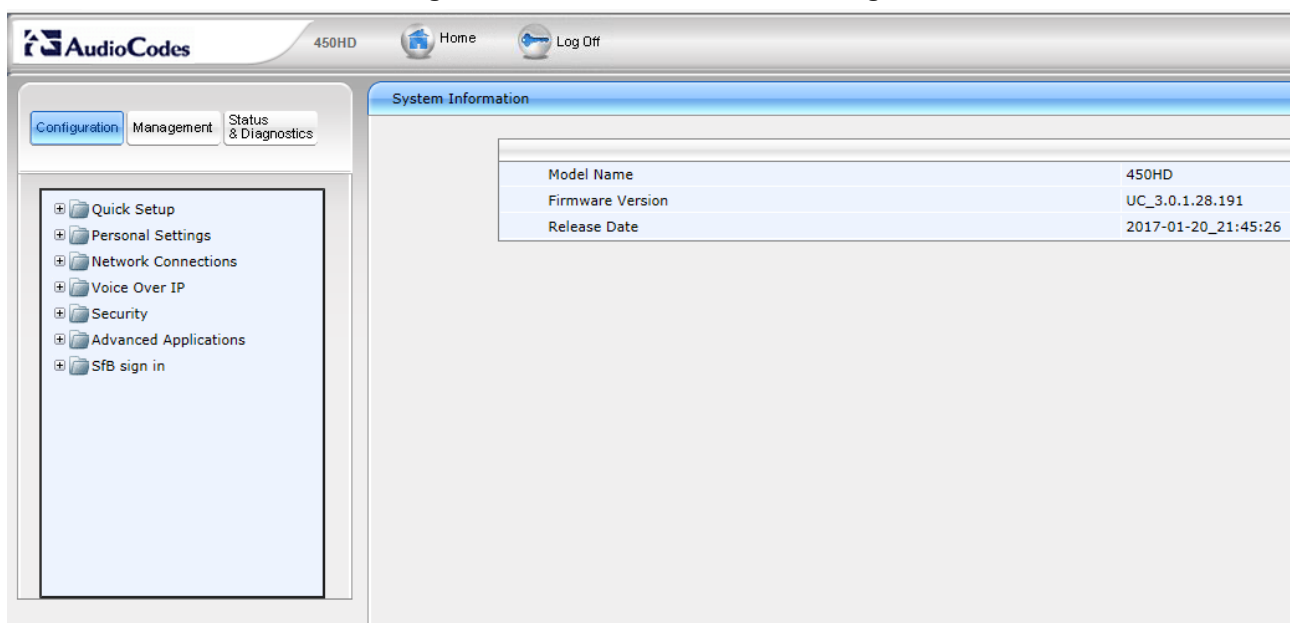 AudioCodes
450HD
Home
Log Off
Configuration
Management
Status
& Diagnostics
Quick Setup
Personal Settings
Network Connections
Voice Over IP
Security
Advanced Applications
SfB sign in
System Information
Model Name 450HD
Firmware Version UC_3.0.1.28.191
Release Date 2017-01-20_21:45:26